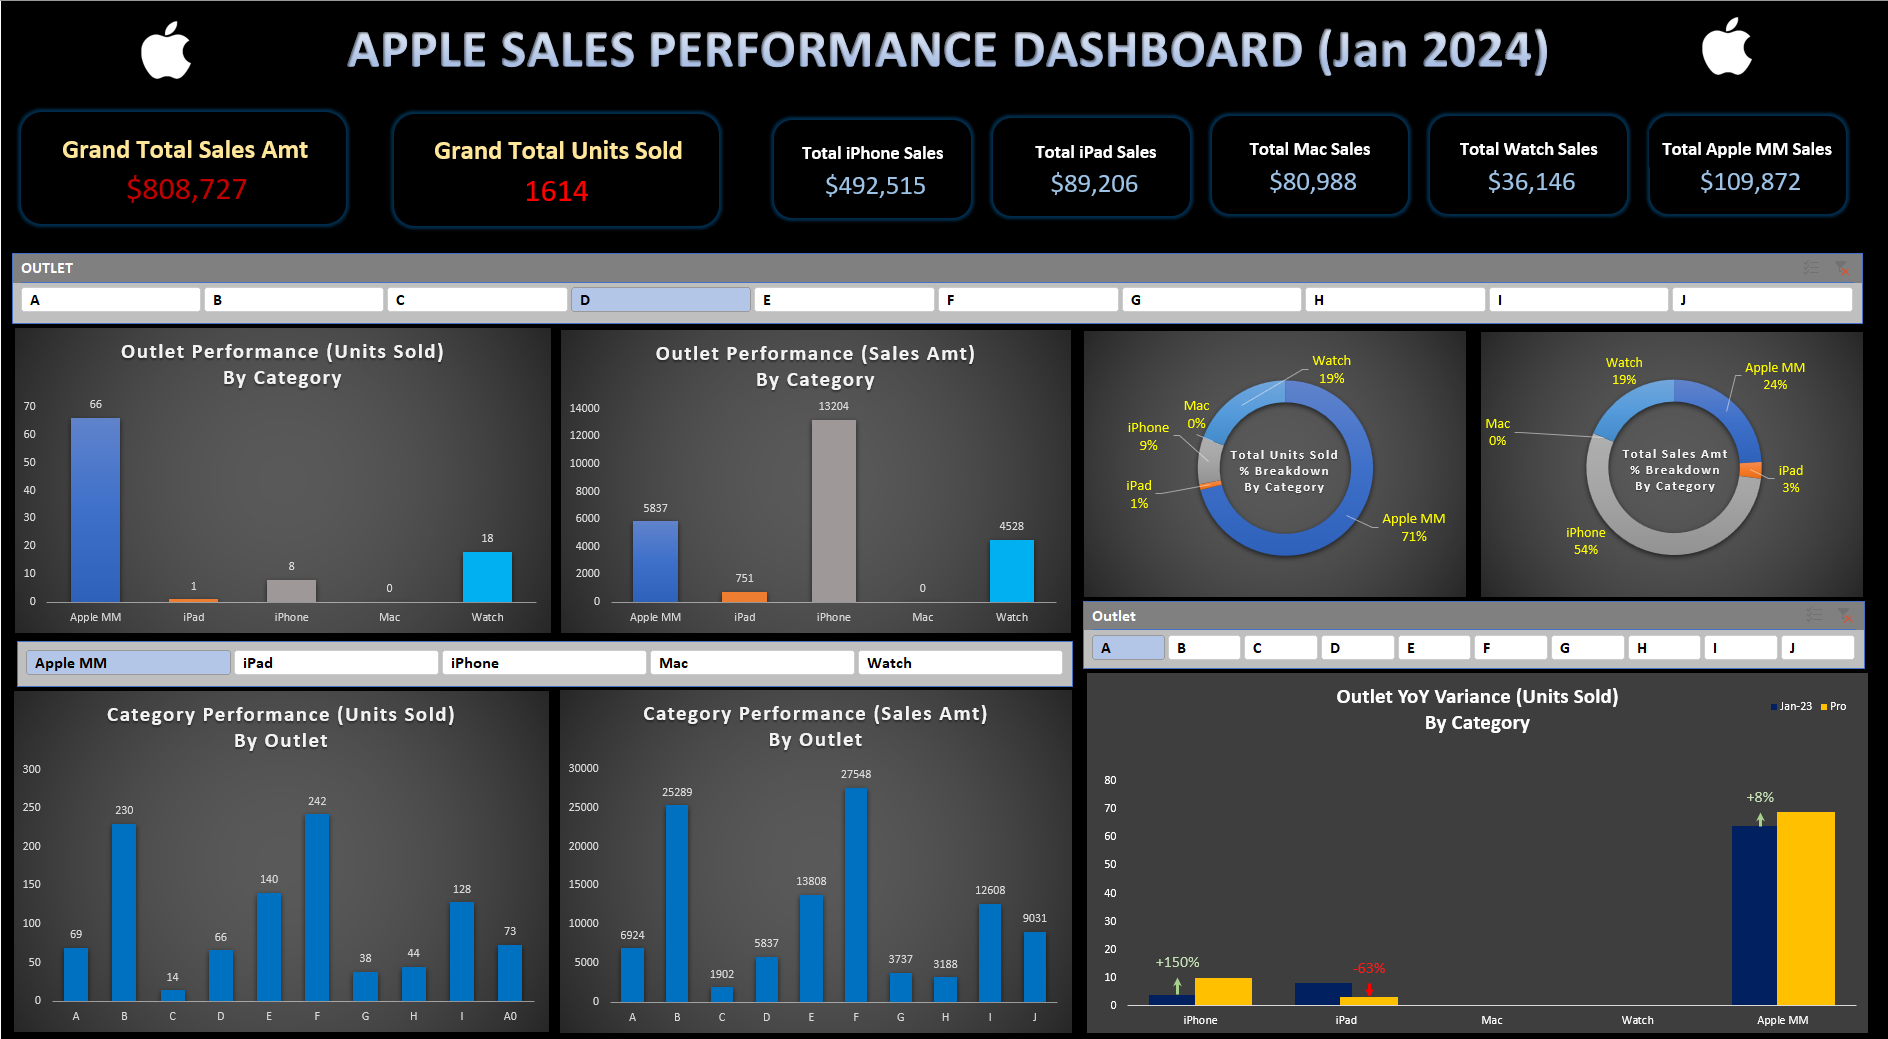 APPLE SALES PERFORMANCE DASHBOARD (Jan 2024)
Grand Total Sales Amt
$808,727
Grand Total Units Sold
1614
Total iPhone Sales
$492,515
Total iPad Sales
$89,206
Total Mac Sales
$80,988
Total Watch Sales
$36,146
Total Apple MM Sales
$109,872
OUTLET
A B C D E F G H I J
Outlet Performance (Units Sold)
By Category
70
60
50
40
30
20
10
0
66
1
8
0
18
Apple MM iPad iPhone Mac Watch
Outlet Performance (Sales Amt)
By Category
14000
12000
10000
8000
6000
4000
2000
0
5837
751
13204
0
4528
Apple MM iPad iPhone Mac Watch
Watch
19%
Mac
0%
iPhone
9%
iPad
1%
Apple MM
71%
Total Units Sold
% Breakdown
By Category
Watch
19%
Apple MM
24%
Mac
0%
iPad
3%
iPhone
54%
Total Sales Amt
% Breakdown
By Category
Apple MM iPad iPhone Mac Watch
Category Performance (Units Sold)
By Outlet
300
250
200
150
100
50
0
69
230
14
66
140
242
38
44
128
73
A B C D E F G H I A0
Category Performance (Sales Amt)
By Outlet
30000
25000
20000
15000
10000
5000
0
6924
25289
1902
5837
13808
27548
3737
3188
12608
9031
A B C D E F G H I J
Outlet
A B C D E F G H I J
Outlet YoY Variance (Units Sold)
By Category
Jan-23 Pro
80
70
60
50
40
30
20
10
0
+150%
-63%
+8%
iPhone iPad Mac Watch Apple MM